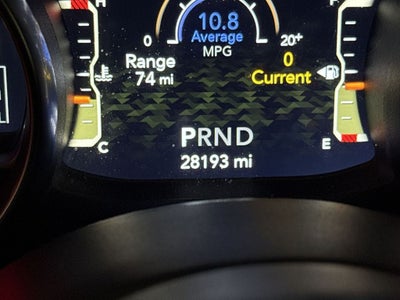 H
F
10.8
Average
MPG
0
20+
Range
74 mi
0
Current
PRND
C
E
28193 mi